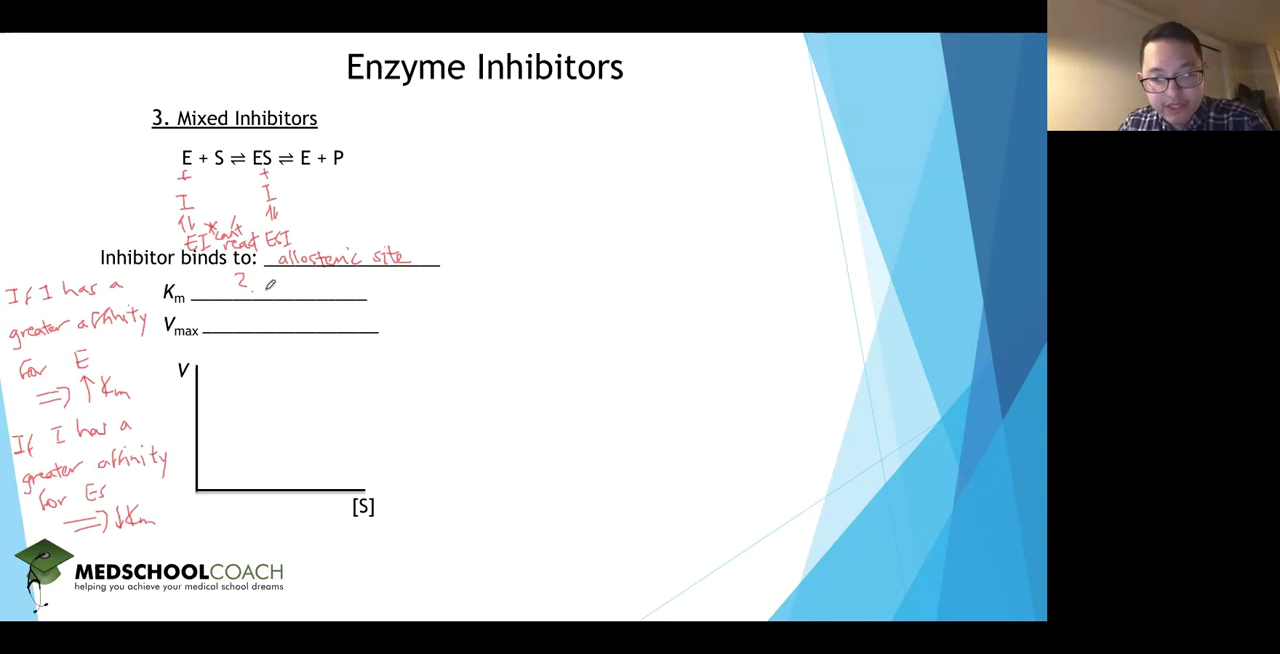 Enzyme Inhibitors
3. Mixed Inhibitors
E + S ⇌ ES ⇌ E + P
+ +
I I
⇅ * can't ⇅
EI react ESI
Inhibitor binds to: allosteric site
Km ?.
Vmax
If I has a
greater affinity
for E
⇒ ↑ Km
If I has a
greater affinity
for ES
⇒ ↓ Km
V
[S]
MEDSCHOOLCOACH
helping you achieve your medical school dreams